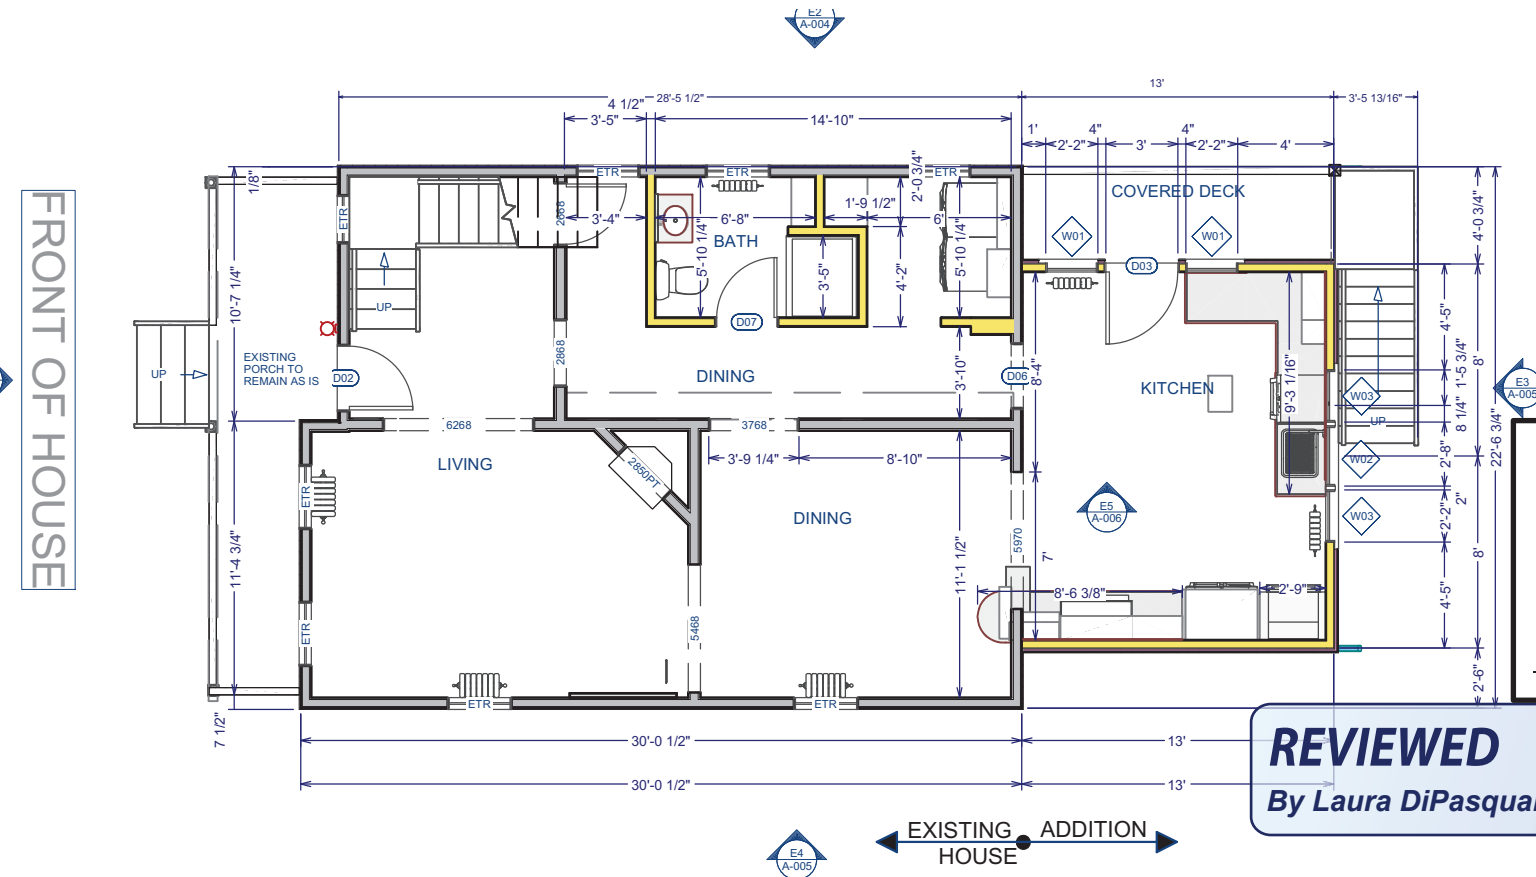 E2
A-004
13'
28'-5 1/2"
3'-5 13/16"
4 1/2"
3'-5"
14'-10"
1'
4"
4"
2'-2"
3'
2'-2"
4'
ETR
ETR
ETR
2'-0 3/4"
1/8"
COVERED DECK
FRONT OF HOUSE
ETR
2668
3'-4"
6'-8"
1'-9 1/2"
6'
4'-0 3/4"
BATH
W01
W01
5'-10 1/4"
5'-10 1/4"
D03
10'-7 1/4"
3'-5"
4'-2"
UP
4'-5"
D07
EXISTING
PORCH TO
REMAIN AS IS
UP
D02
2868
DINING
3'-10"
D06
8'-4"
KITCHEN
9'-3 1/16"
1'-5 3/4"
8'
W03
E3
A-005
UP
8 1/4"
22'-6 3/4"
6268
3768
LIVING
2850PT
3'-9 1/4"
8'-10"
W02
2'-8"
ETR
DINING
E5
A-006
W03
2"
2'-2"
5970
7'
8'
11'-4 3/4"
11'-1 1/2"
8'-6 3/8"
2'-9"
4'-5"
ETR
5468
2'-6"
ETR
ETR
7 1/2"
30'-0 1/2"
13'
REVIEWED
30'-0 1/2"
13'
By Laura DiPasqua
EXISTING
HOUSE
ADDITION
E4
A-005